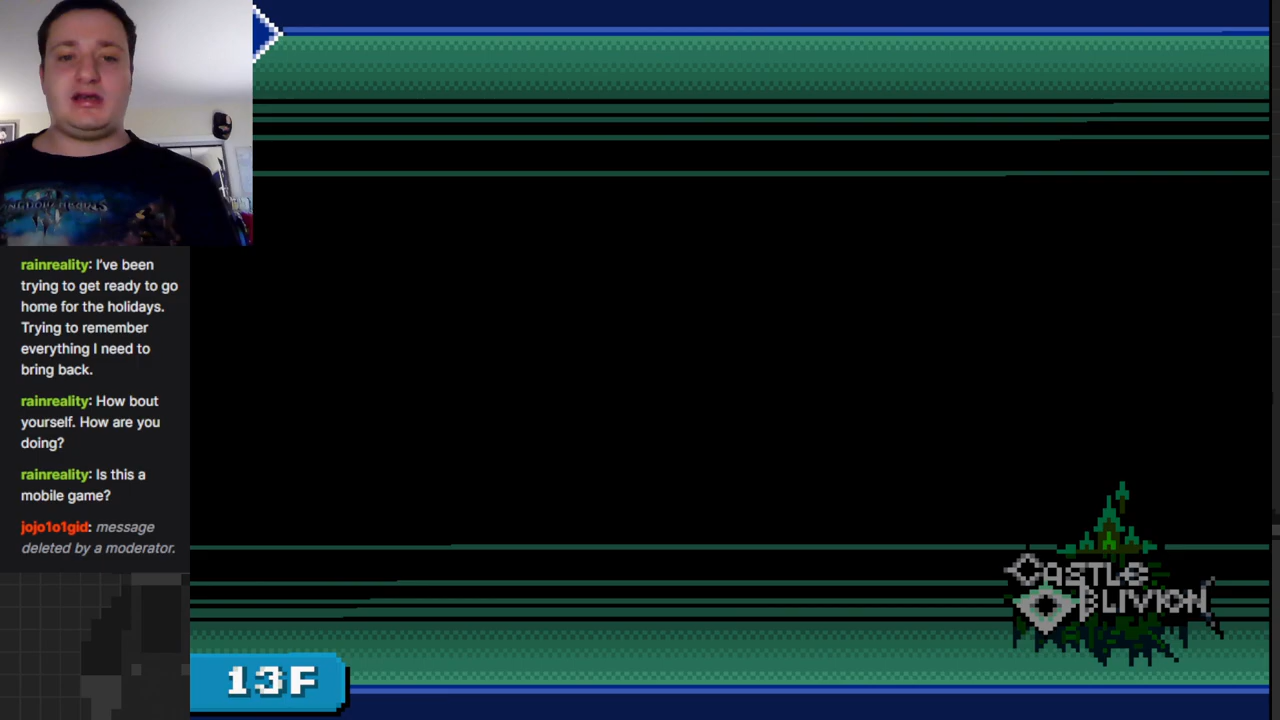 rainreality: I've been
trying to get ready to go
home for the holidays.
Trying to remember
everything I need to
bring back.
rainreality: How bout
yourself. How are you
doing?
rainreality: Is this a
mobile game?
jojo1o1gid: message
deleted by a moderator.
CASTLE
OBLIVION
13F